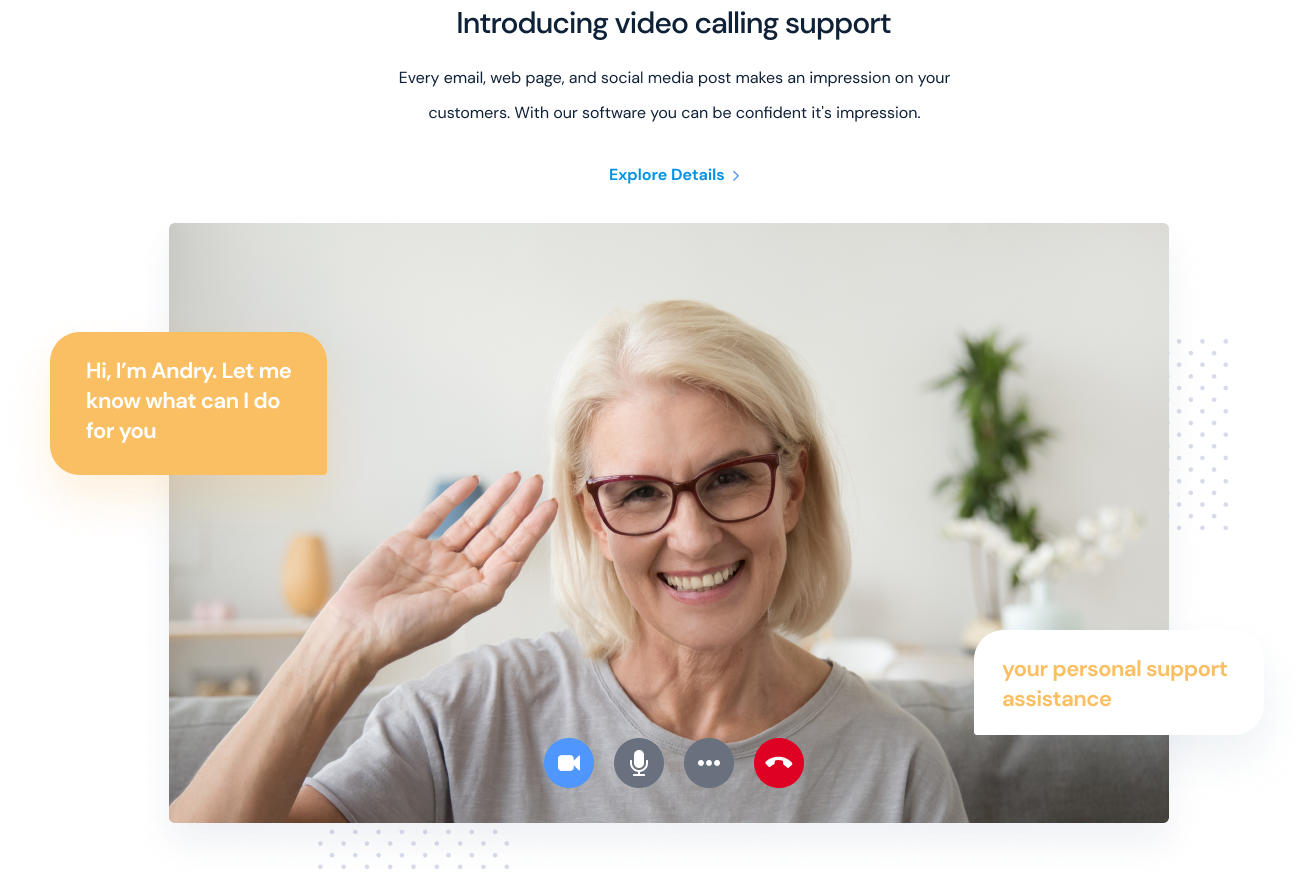 Introducing video calling support
Every email, web page, and social media post makes an impression on your
customers. With our software you can be confident it's impression.
Explore Details
Hi, I’m Andry. Let me
know what can I do
for you
your personal support
assistance